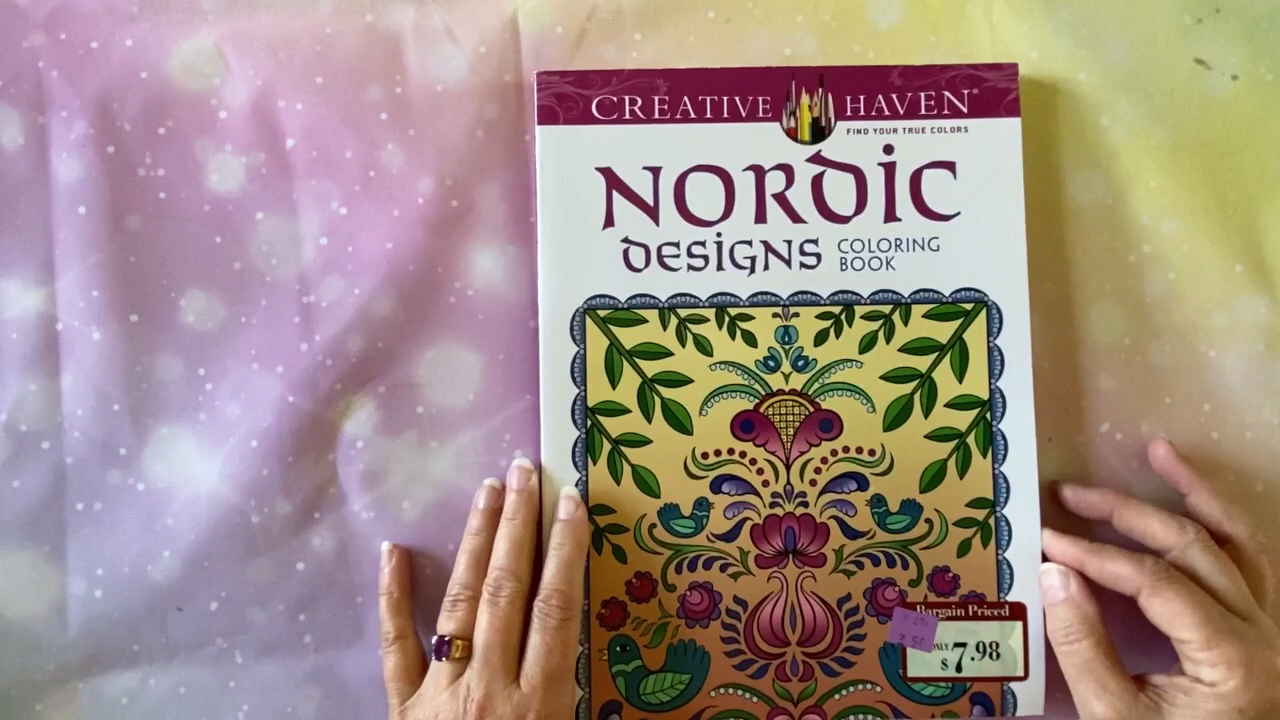 CREATIVE HAVEN®
FIND YOUR TRUE COLORS
NORDIC
DESIGNS COLORING
BOOK
Bargain Priced
ONLY
$7.98